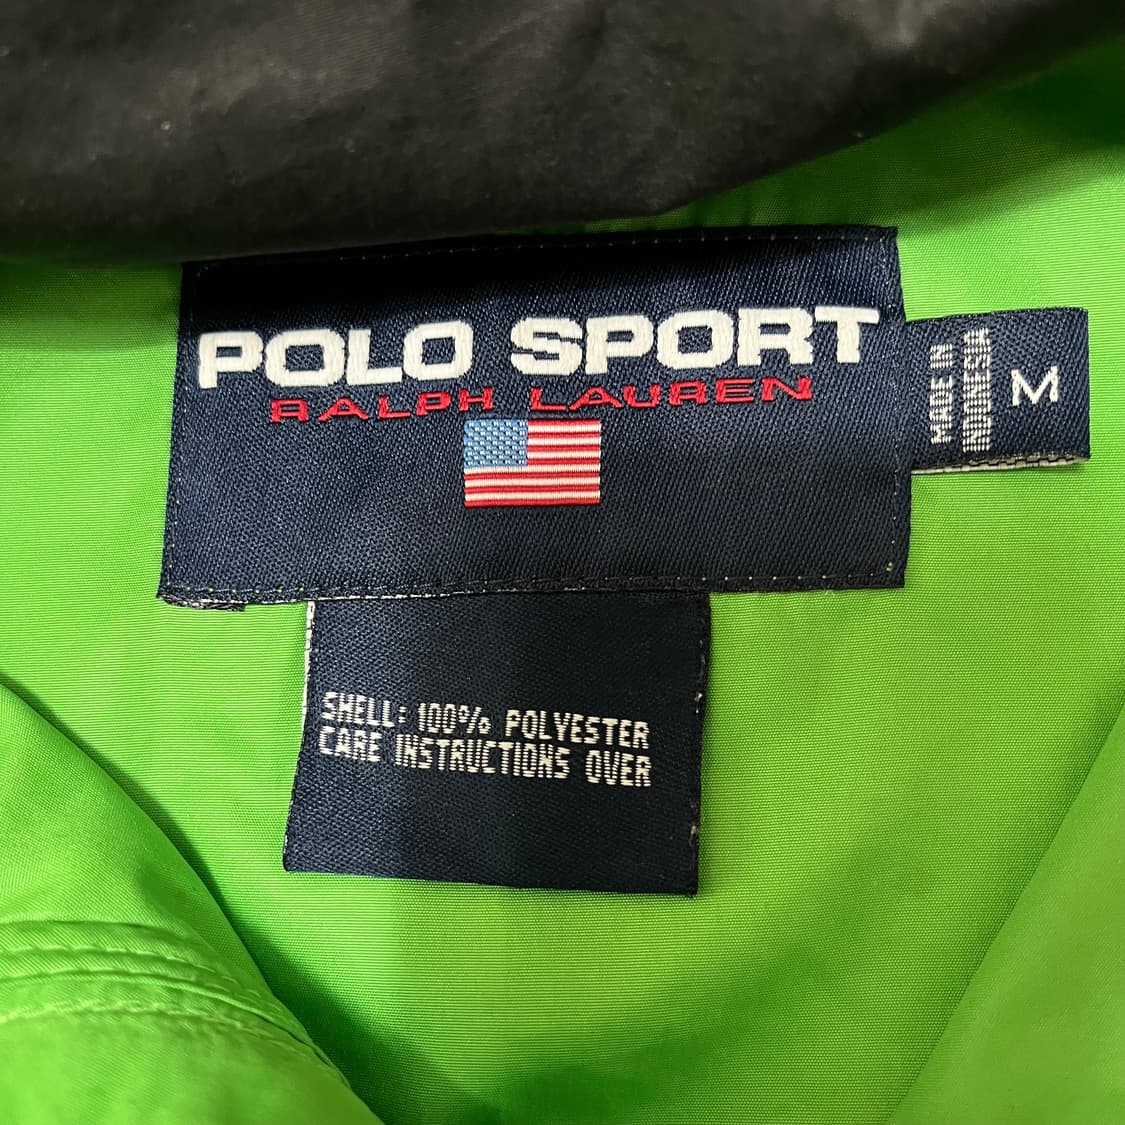 POLO SPORT
RALPH LAUREN
MADE IN
INDONESIA
M
SHELL: 100% POLYESTER
CARE INSTRUCTIONS OVER